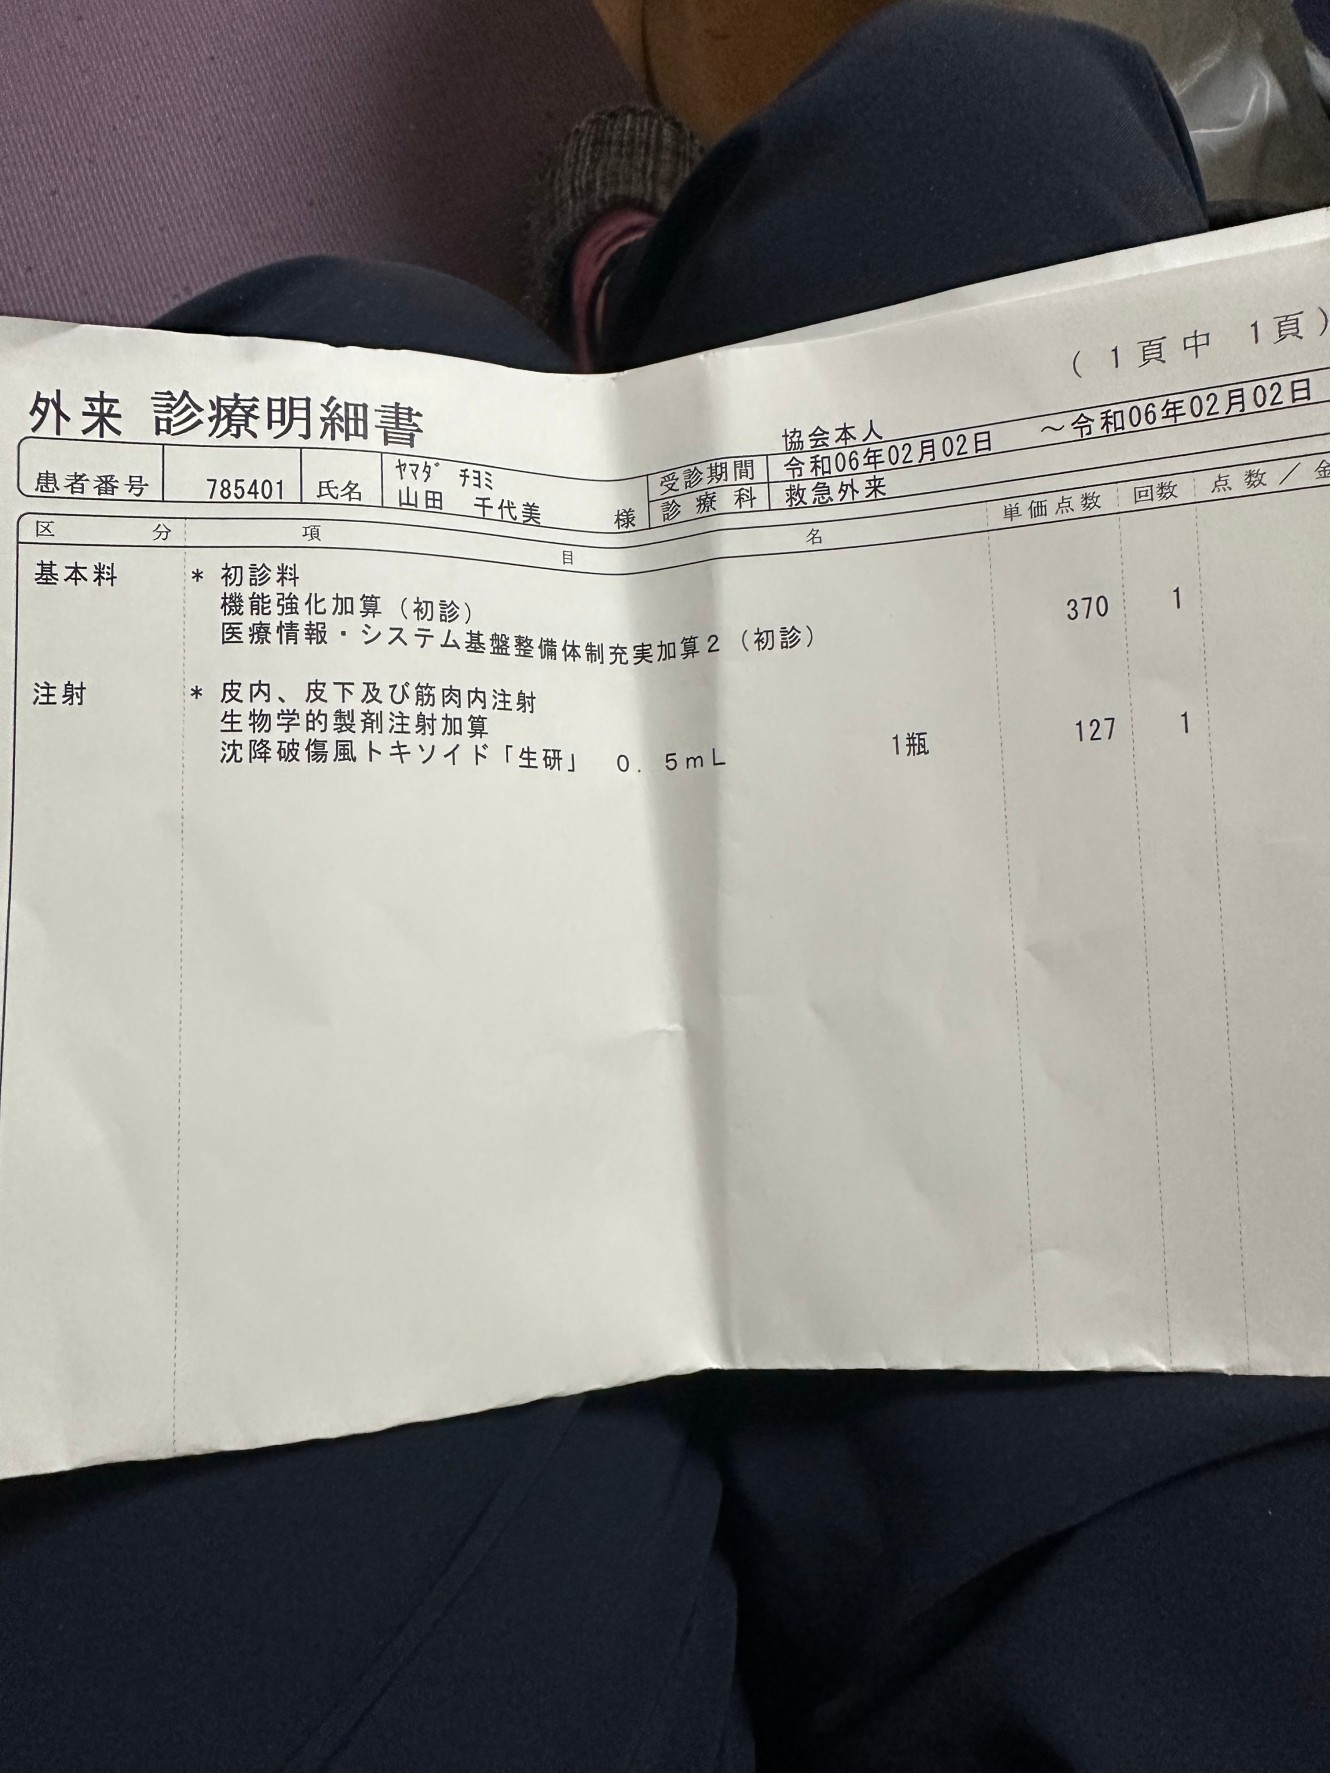 (1頁中 1頁)
外来 診療明細書
協会本人
患者番号 785401 氏名 ﾔﾏﾀﾞ ﾁﾖﾐ 山田 千代美 様
受診期間 令和06年02月02日 ～令和06年02月02日
診療科 救急外来
区分 項目名 単価点数 回数 点数／金
基本料 * 初診料
機能強化加算（初診） 370 1
医療情報・システム基盤整備体制充実加算２（初診）
注射 * 皮内、皮下及び筋肉内注射
生物学的製剤注射加算
沈降破傷風トキソイド「生研」 ０．５ｍＬ 1瓶 127 1